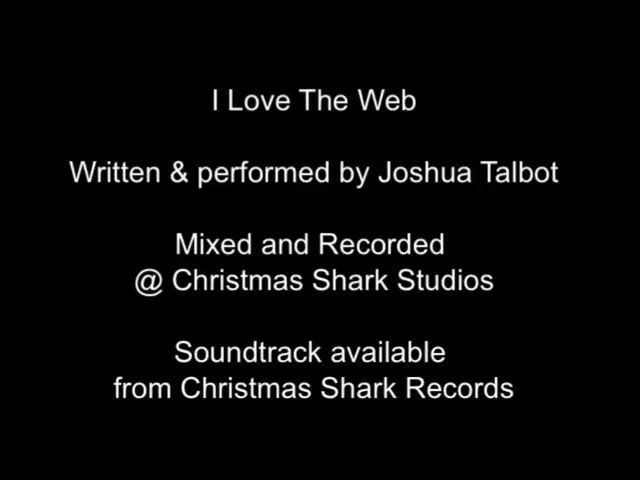 I Love The Web
Written & performed by Joshua Talbot
Mixed and Recorded
@ Christmas Shark Studios
Soundtrack available
from Christmas Shark Records